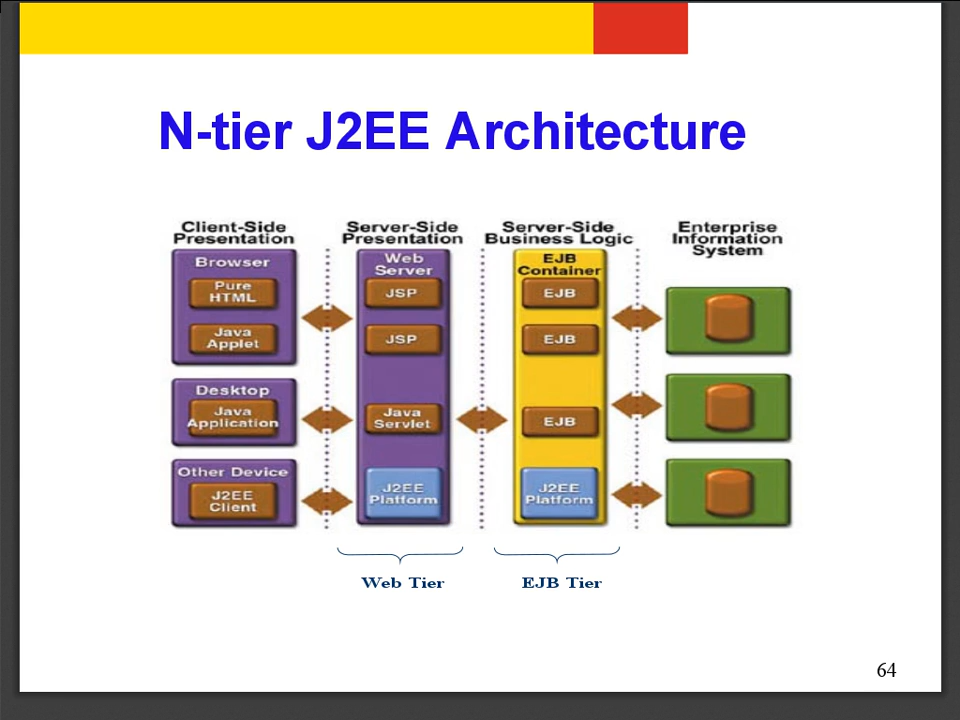 N-tier J2EE Architecture
Client-Side
Presentation
Server-Side
Presentation
Server-Side
Business Logic
Enterprise
Information
System
Browser
Pure
HTML
Java
Applet
Desktop
Java
Application
Other Device
J2EE
Client
Web
Server
JSP
JSP
Java
Servlet
J2EE
Platform
EJB
Container
EJB
EJB
EJB
J2EE
Platform
Web Tier
EJB Tier
64